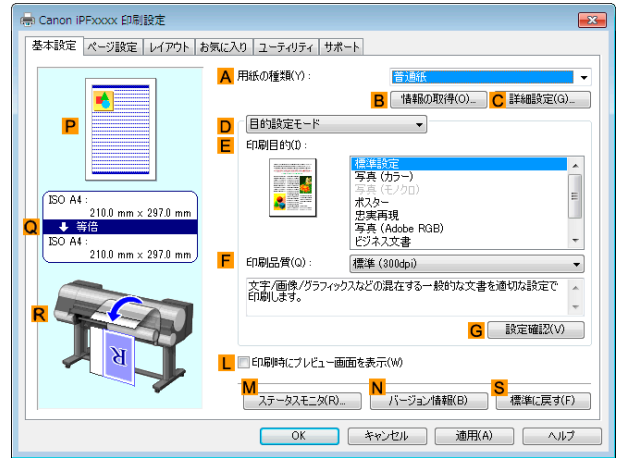 Canon iPFxxxx 印刷設定
基本設定 ページ設定 レイアウト お気に入り ユーティリティ サポート
A 用紙の種類(Y)： 普通紙
B 情報の取得(O)... C 詳細設定(G)...
P
D 目的設定モード
E 印刷目的(I)：
標準設定
写真 (カラー)
写真 (モノクロ)
ポスター
忠実再現
写真 (Adobe RGB)
ビジネス文書
ISO A4 :
210.0 mm x 297.0 mm
Q 等倍
ISO A4 :
210.0 mm x 297.0 mm
F 印刷品質(Q)： 標準 (300dpi)
文字/画像/グラフィックスなどの混在する一般的な文書を適切な設定で
印刷します。
R
R
G 設定確認(V)
L 印刷時にプレビュー画面を表示(W)
M ステータスモニタ(R)... N バージョン情報(B) S 標準に戻す(F)
OK キャンセル 適用(A) ヘルプ